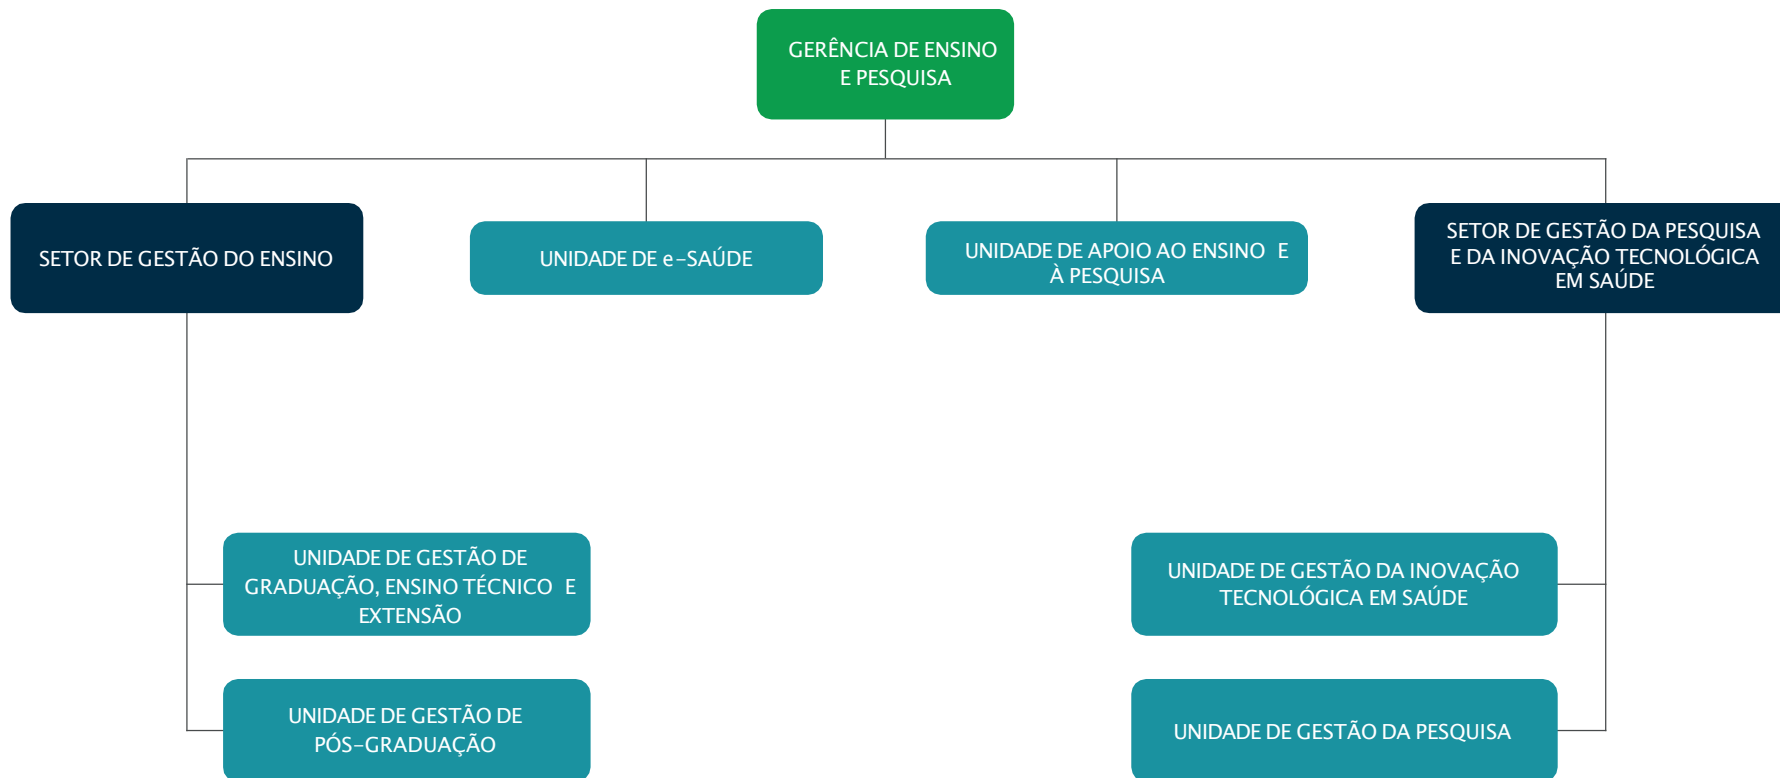 GERÊNCIA DE ENSINO
E PESQUISA
SETOR DE GESTÃO DO ENSINO
UNIDADE DE e-SAÚDE
UNIDADE DE APOIO AO ENSINO E
À PESQUISA
SETOR DE GESTÃO DA PESQUISA
E DA INOVAÇÃO TECNOLÓGICA
EM SAÚDE
UNIDADE DE GESTÃO DE
GRADUAÇÃO, ENSINO TÉCNICO E
EXTENSÃO
UNIDADE DE GESTÃO DA INOVAÇÃO
TECNOLÓGICA EM SAÚDE
UNIDADE DE GESTÃO DE
PÓS-GRADUAÇÃO
UNIDADE DE GESTÃO DA PESQUISA